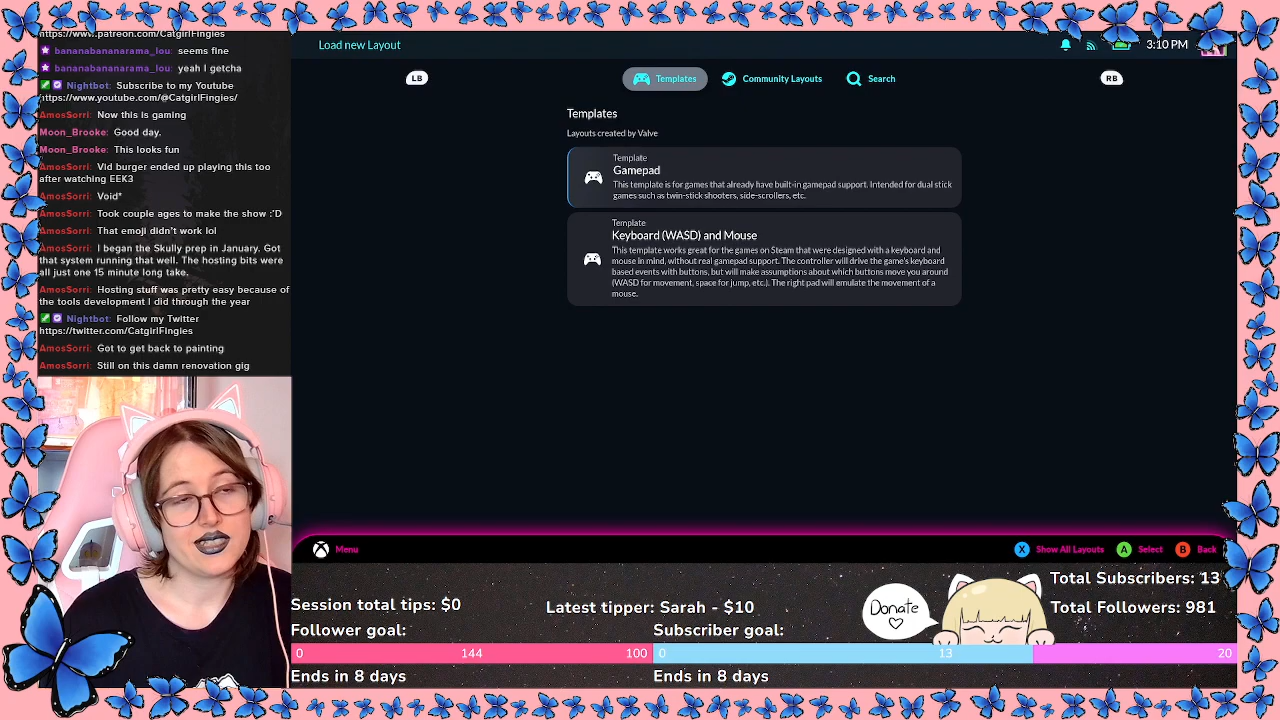 https://www.patreon.com/CatgirlFingies
bananabananarama_lou: seems fine
bananabananarama_lou: yeah I getcha
Nightbot: Subscribe to my Youtube
https://www.youtube.com/@CatgirlFingies/
AmosSorri: Now this is gaming
Moon_Brooke: Good day.
Moon_Brooke: This looks fun
AmosSorri: Vid burger ended up playing this too
after watching EEK3
AmosSorri: Void*
AmosSorri: Took couple ages to make the show :'D
AmosSorri: That emoji didn't work lol
AmosSorri: I began the Skully prep in January. Got
that system running that well. The hosting bits were
all just one 15 minute long take.
AmosSorri: Hosting stuff was pretty easy because of
the tools development I did through the year
Nightbot: Follow my Twitter
https://twitter.com/CatgirlFingies
AmosSorri: Got to get back to painting
AmosSorri: Still on this damn renovation gig
Load new Layout
3:10 PM
LB
Templates
Community Layouts
Search
RB
Templates
Layouts created by Valve
Template
Gamepad
This template is for games that already have built-in gamepad support. Intended for dual stick
games such as twin-stick shooters, side-scrollers, etc.
Template
Keyboard (WASD) and Mouse
This template works great for the games on Steam that were designed with a keyboard and
mouse in mind, without real gamepad support. The controller will drive the game's keyboard
based events with buttons, but will make assumptions about which buttons move you around
(WASD for movement, space for jump, etc.). The right pad will emulate the movement of a
mouse.
Menu
X Show All Layouts
A Select
B Back
Session total tips: $0
Latest tipper: Sarah - $10
Donate
Total Subscribers: 13
Total Followers: 981
Follower goal:
Subscriber goal:
0 144 100
0 13 20
Ends in 8 days
Ends in 8 days